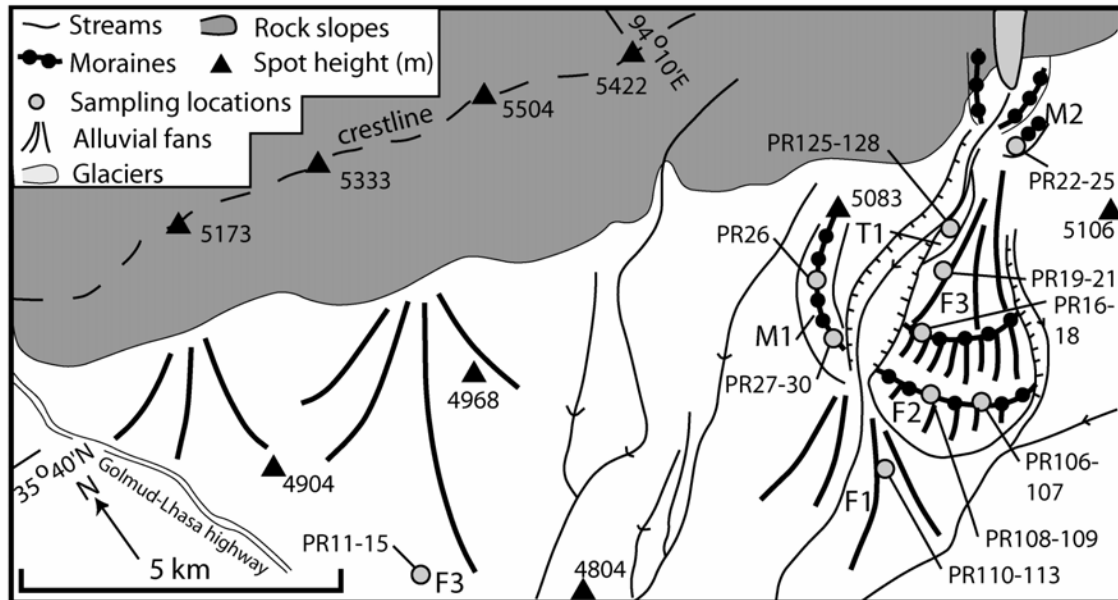 Streams
Rock slopes
Moraines
Spot height (m)
Sampling locations
Alluvial fans
Glaciers
94°10'E
5422
5504
crestline
5333
5173
M2
PR125-128
PR22-25
5083
5106
T1
PR26
PR19-21
F3
PR16-
18
M1
PR27-30
4968
F2
4904
35°40'N
N
Golmud-Lhasa highway
PR106-
107
F1
PR108-109
PR11-15
F3
4804
PR110-113
5 km